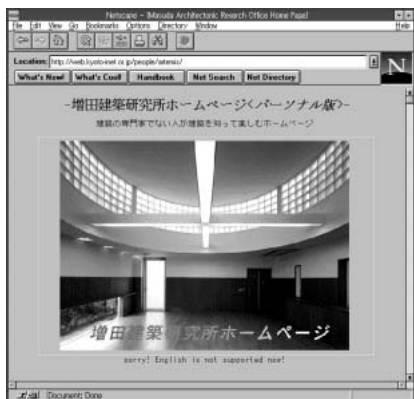 Netscape - [Masuda Architectonic Research Office Home Page]
File Edit View Go Bookmarks Options Directory Window Help
Location: http://web.kyoto-inet.or.jp/people/artemis/
N
What's New! What's Cool! Handbook Net Search Net Directory
-増田建築研究所ホームページ<パーソナル版>-
建築の専門家でない人が建築を知って楽しむホームページ
増田建築研究所ホームページ
sorry! English is not supported now!
Document: Done